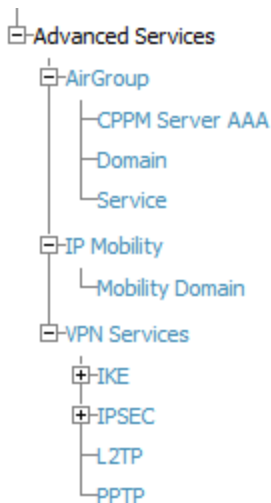 Advanced Services
AirGroup
CPPM Server AAA
Domain
Service
IP Mobility
Mobility Domain
VPN Services
IKE
IPSEC
L2TP
PPTP